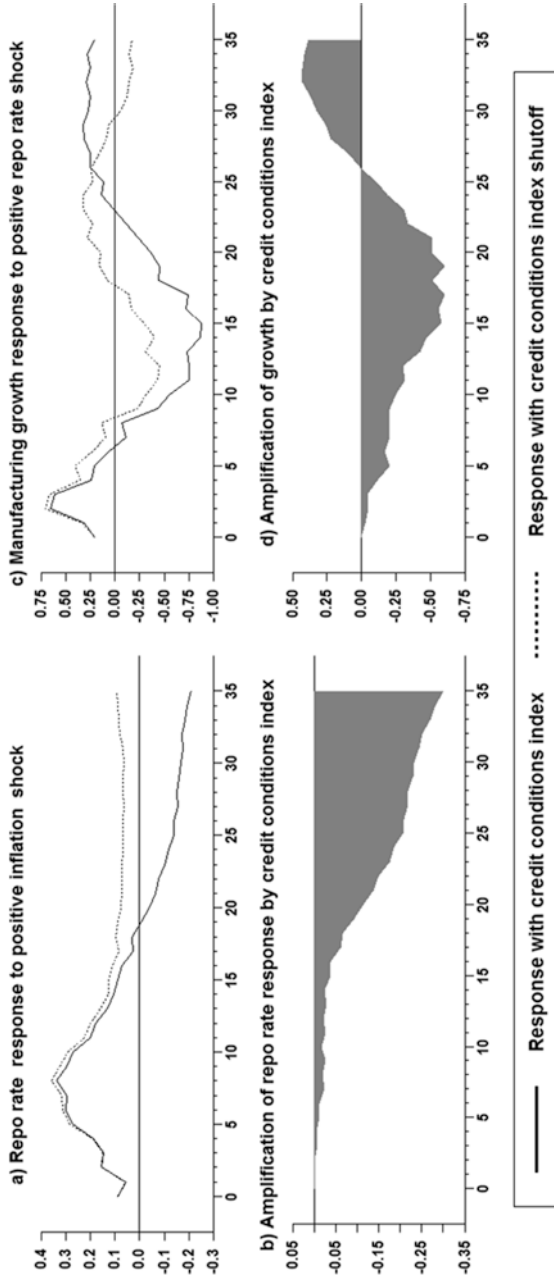 a) Repo rate response to positive inflation shock
0.4
0.3
0.2
0.1
0.0
-0.1
-0.2
-0.3
0 5 10 15 20 25 30 35
b) Amplification of repo rate response by credit conditions index
0.05
-0.05
-0.15
-0.25
-0.35
0 5 10 15 20 25 30 35
c) Manufacturing growth response to positive repo rate shock
0.75
0.50
0.25
0.00
-0.25
-0.50
-0.75
-1.00
0 5 10 15 20 25 30 35
d) Amplification of growth by credit conditions index
0.50
0.25
0.00
-0.25
-0.50
-0.75
0 5 10 15 20 25 30 35
Response with credit conditions index
Response with credit conditions index shutoff